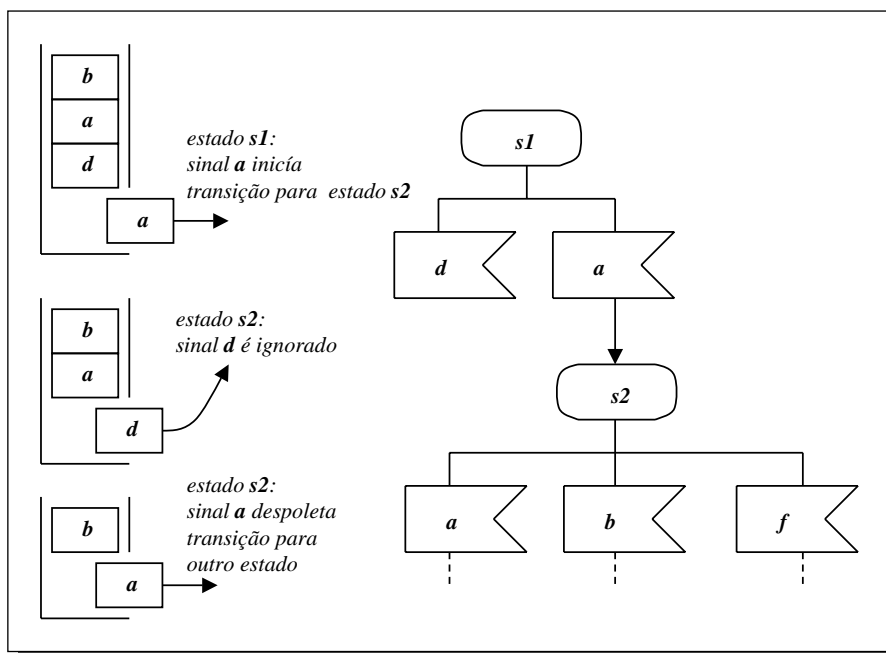 b
a
d
a
estado s1:
sinal a inicía
transição para estado s2
b
a
d
estado s2:
sinal d é ignorado
b
a
estado s2:
sinal a despoleta
transição para
outro estado
s1
d
a
s2
a
b
f